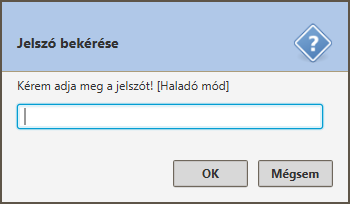 Jelszó bekérése
?
Kérem adja meg a jelszót! [Haladó mód]
OK
Mégsem